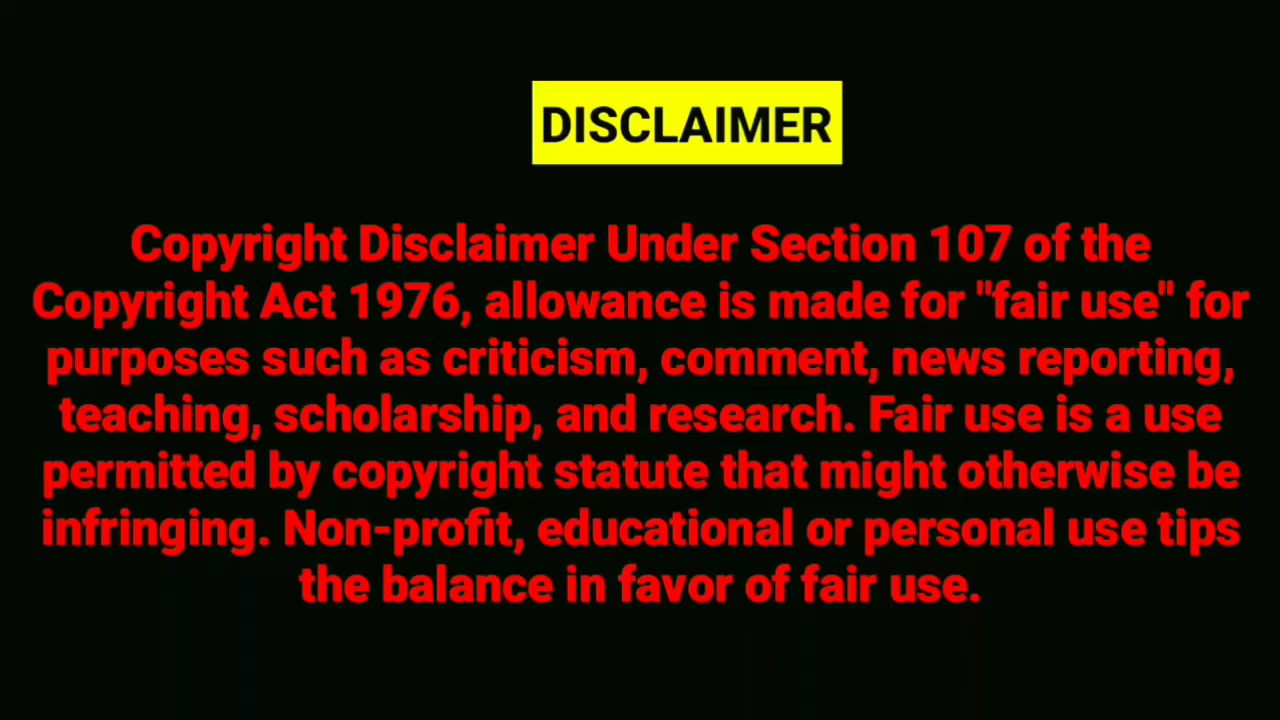 DISCLAIMER
Copyright Disclaimer Under Section 107 of the
Copyright Act 1976, allowance is made for "fair use" for
purposes such as criticism, comment, news reporting,
teaching, scholarship, and research. Fair use is a use
permitted by copyright statute that might otherwise be
infringing. Non-profit, educational or personal use tips
the balance in favor of fair use.